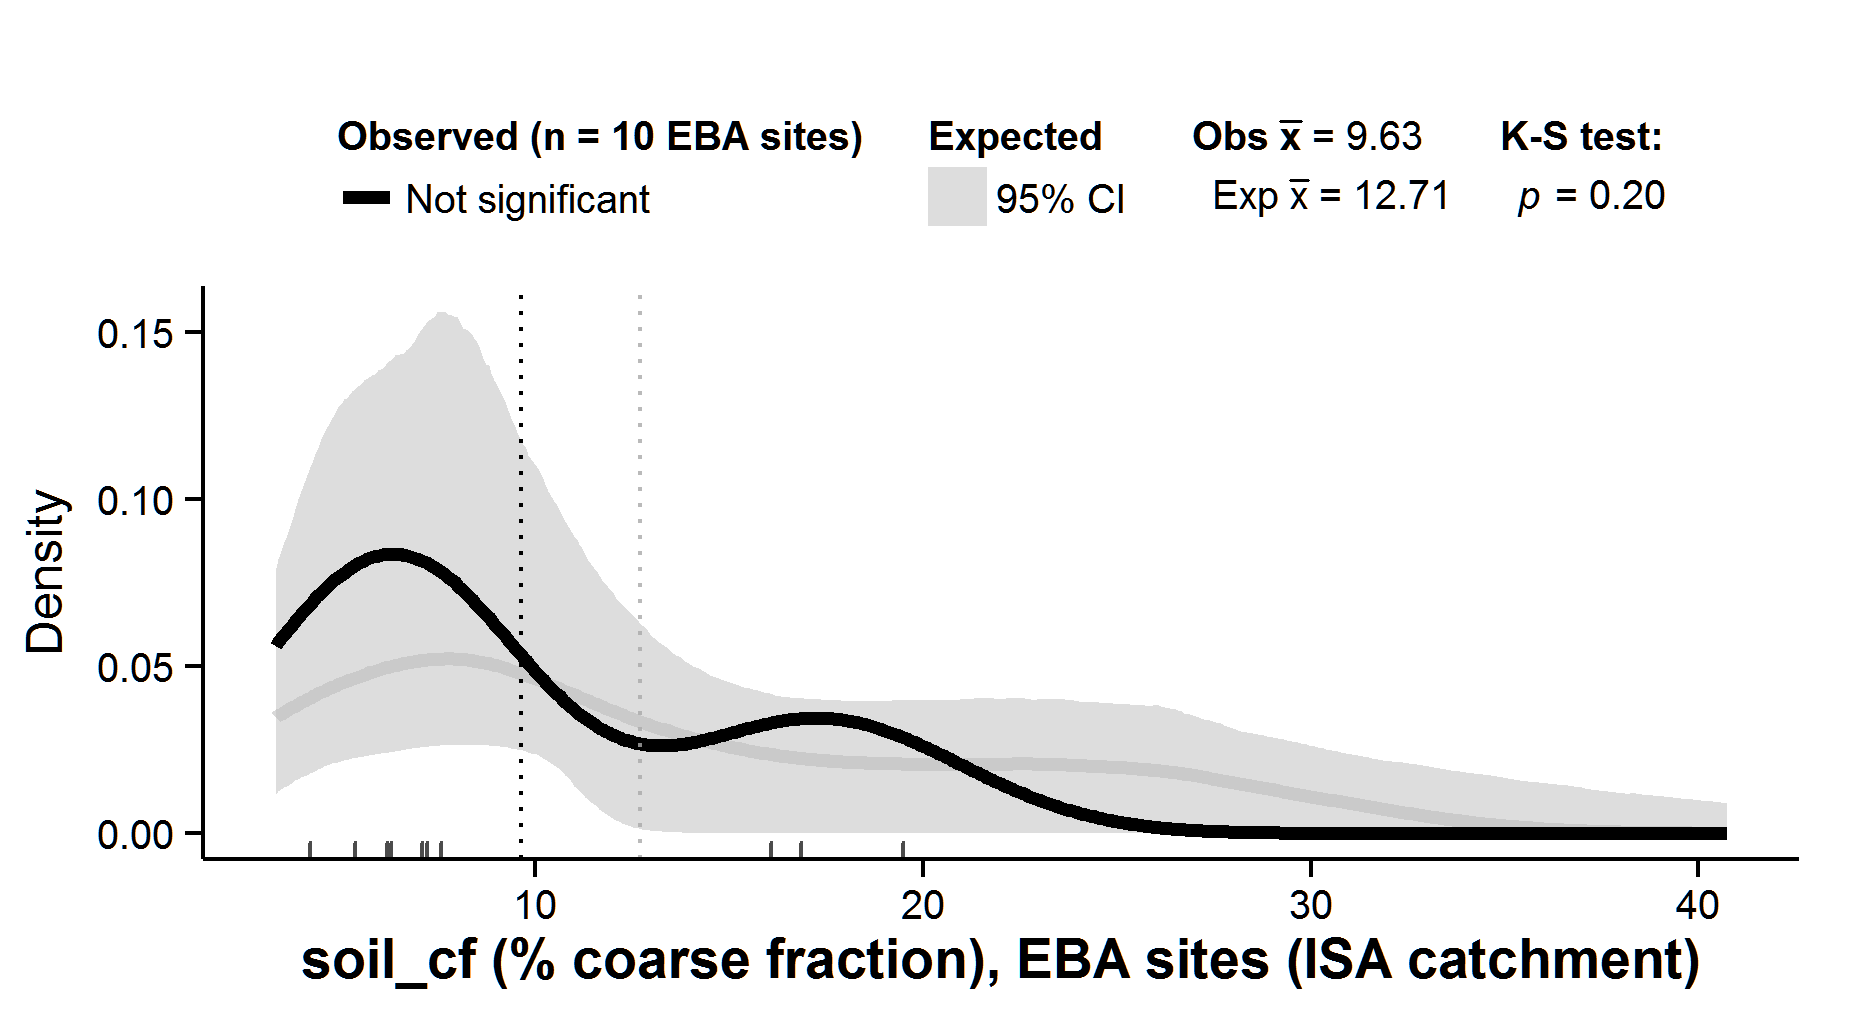 Observed (n = 10 EBA sites) Expected Obs x̅ = 9.63 K-S test:
Not significant 95% CI Exp x̅ = 12.71 p = 0.20
0.15
0.10
0.05
0.00
Density
10 20 30 40
soil_cf (% coarse fraction), EBA sites (ISA catchment)